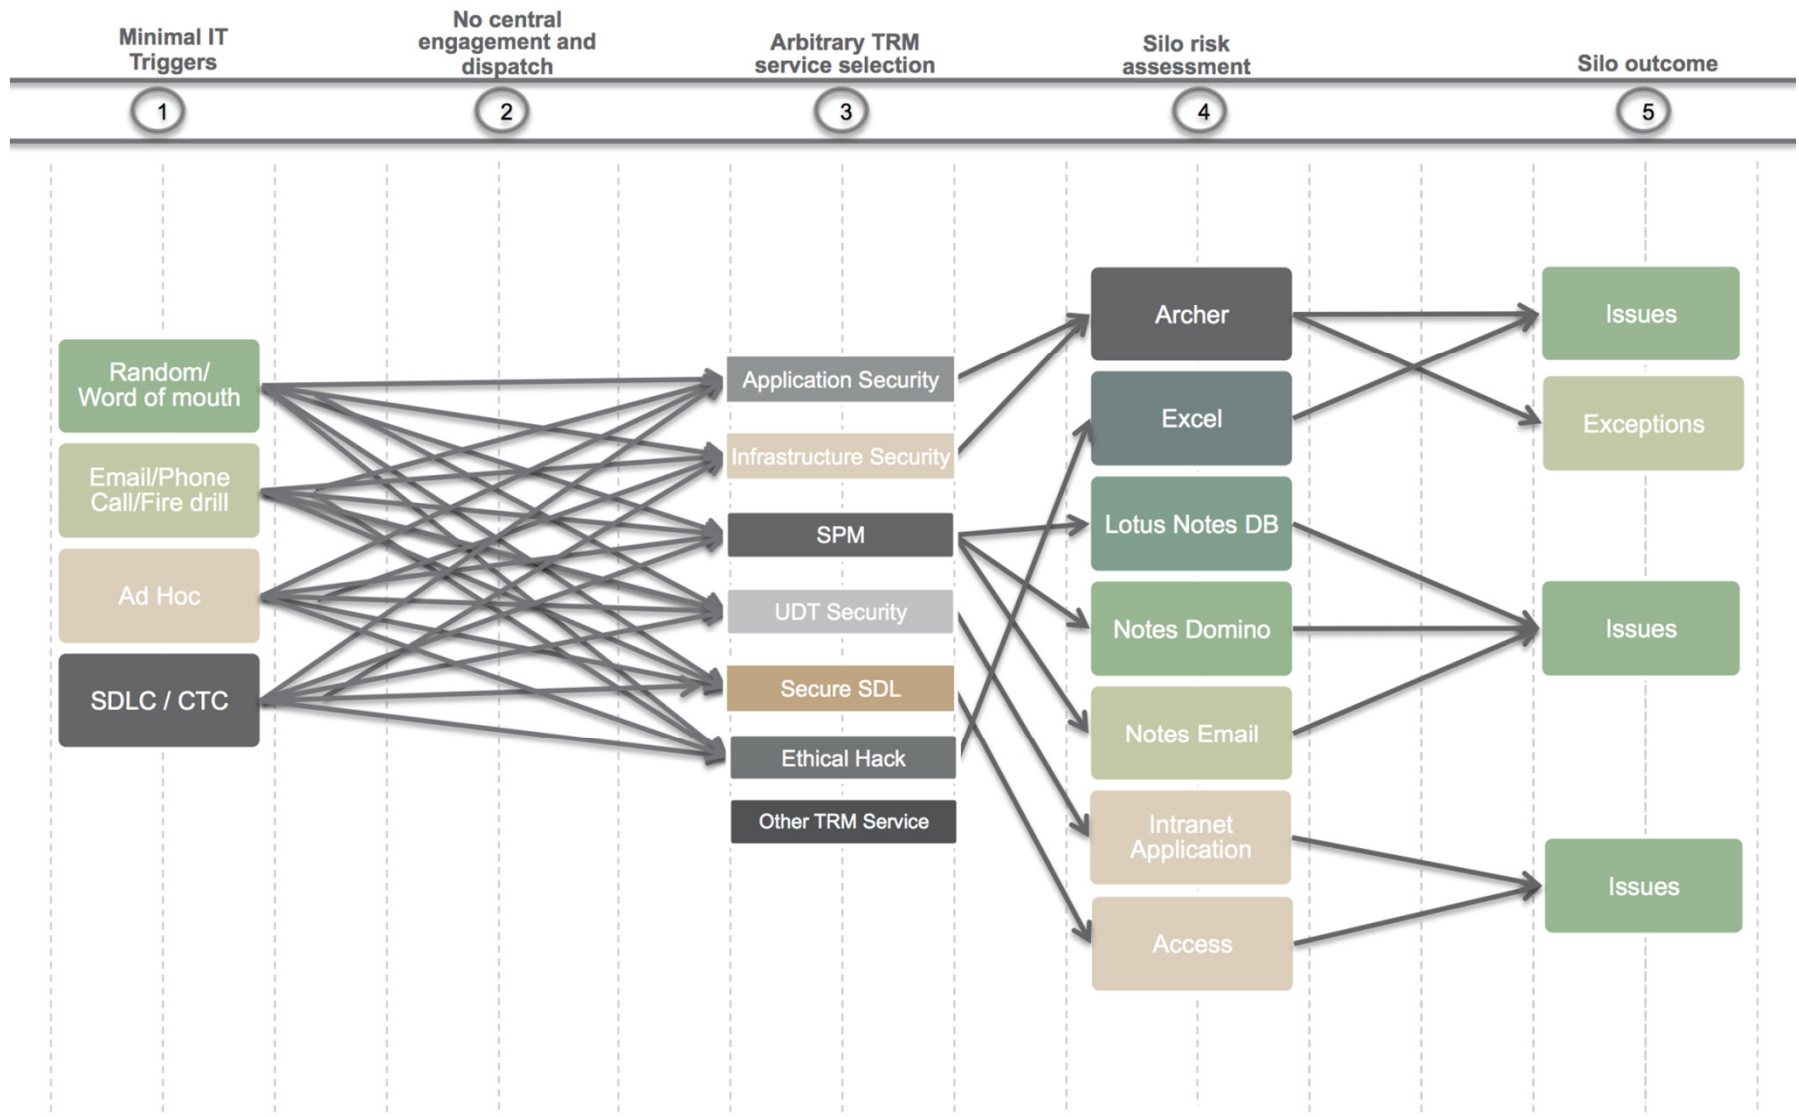 Minimal IT
Triggers
No central
engagement and
dispatch
Arbitrary TRM
service selection
Silo risk
assessment
Silo outcome
1
2
3
4
5
Random/
Word of mouth
Email/Phone
Call/Fire drill
Ad Hoc
SDLC / CTC
Application Security
Infrastructure Security
SPM
UDT Security
Secure SDL
Ethical Hack
Other TRM Service
Archer
Excel
Lotus Notes DB
Notes Domino
Notes Email
Intranet
Application
Access
Issues
Exceptions
Issues
Issues